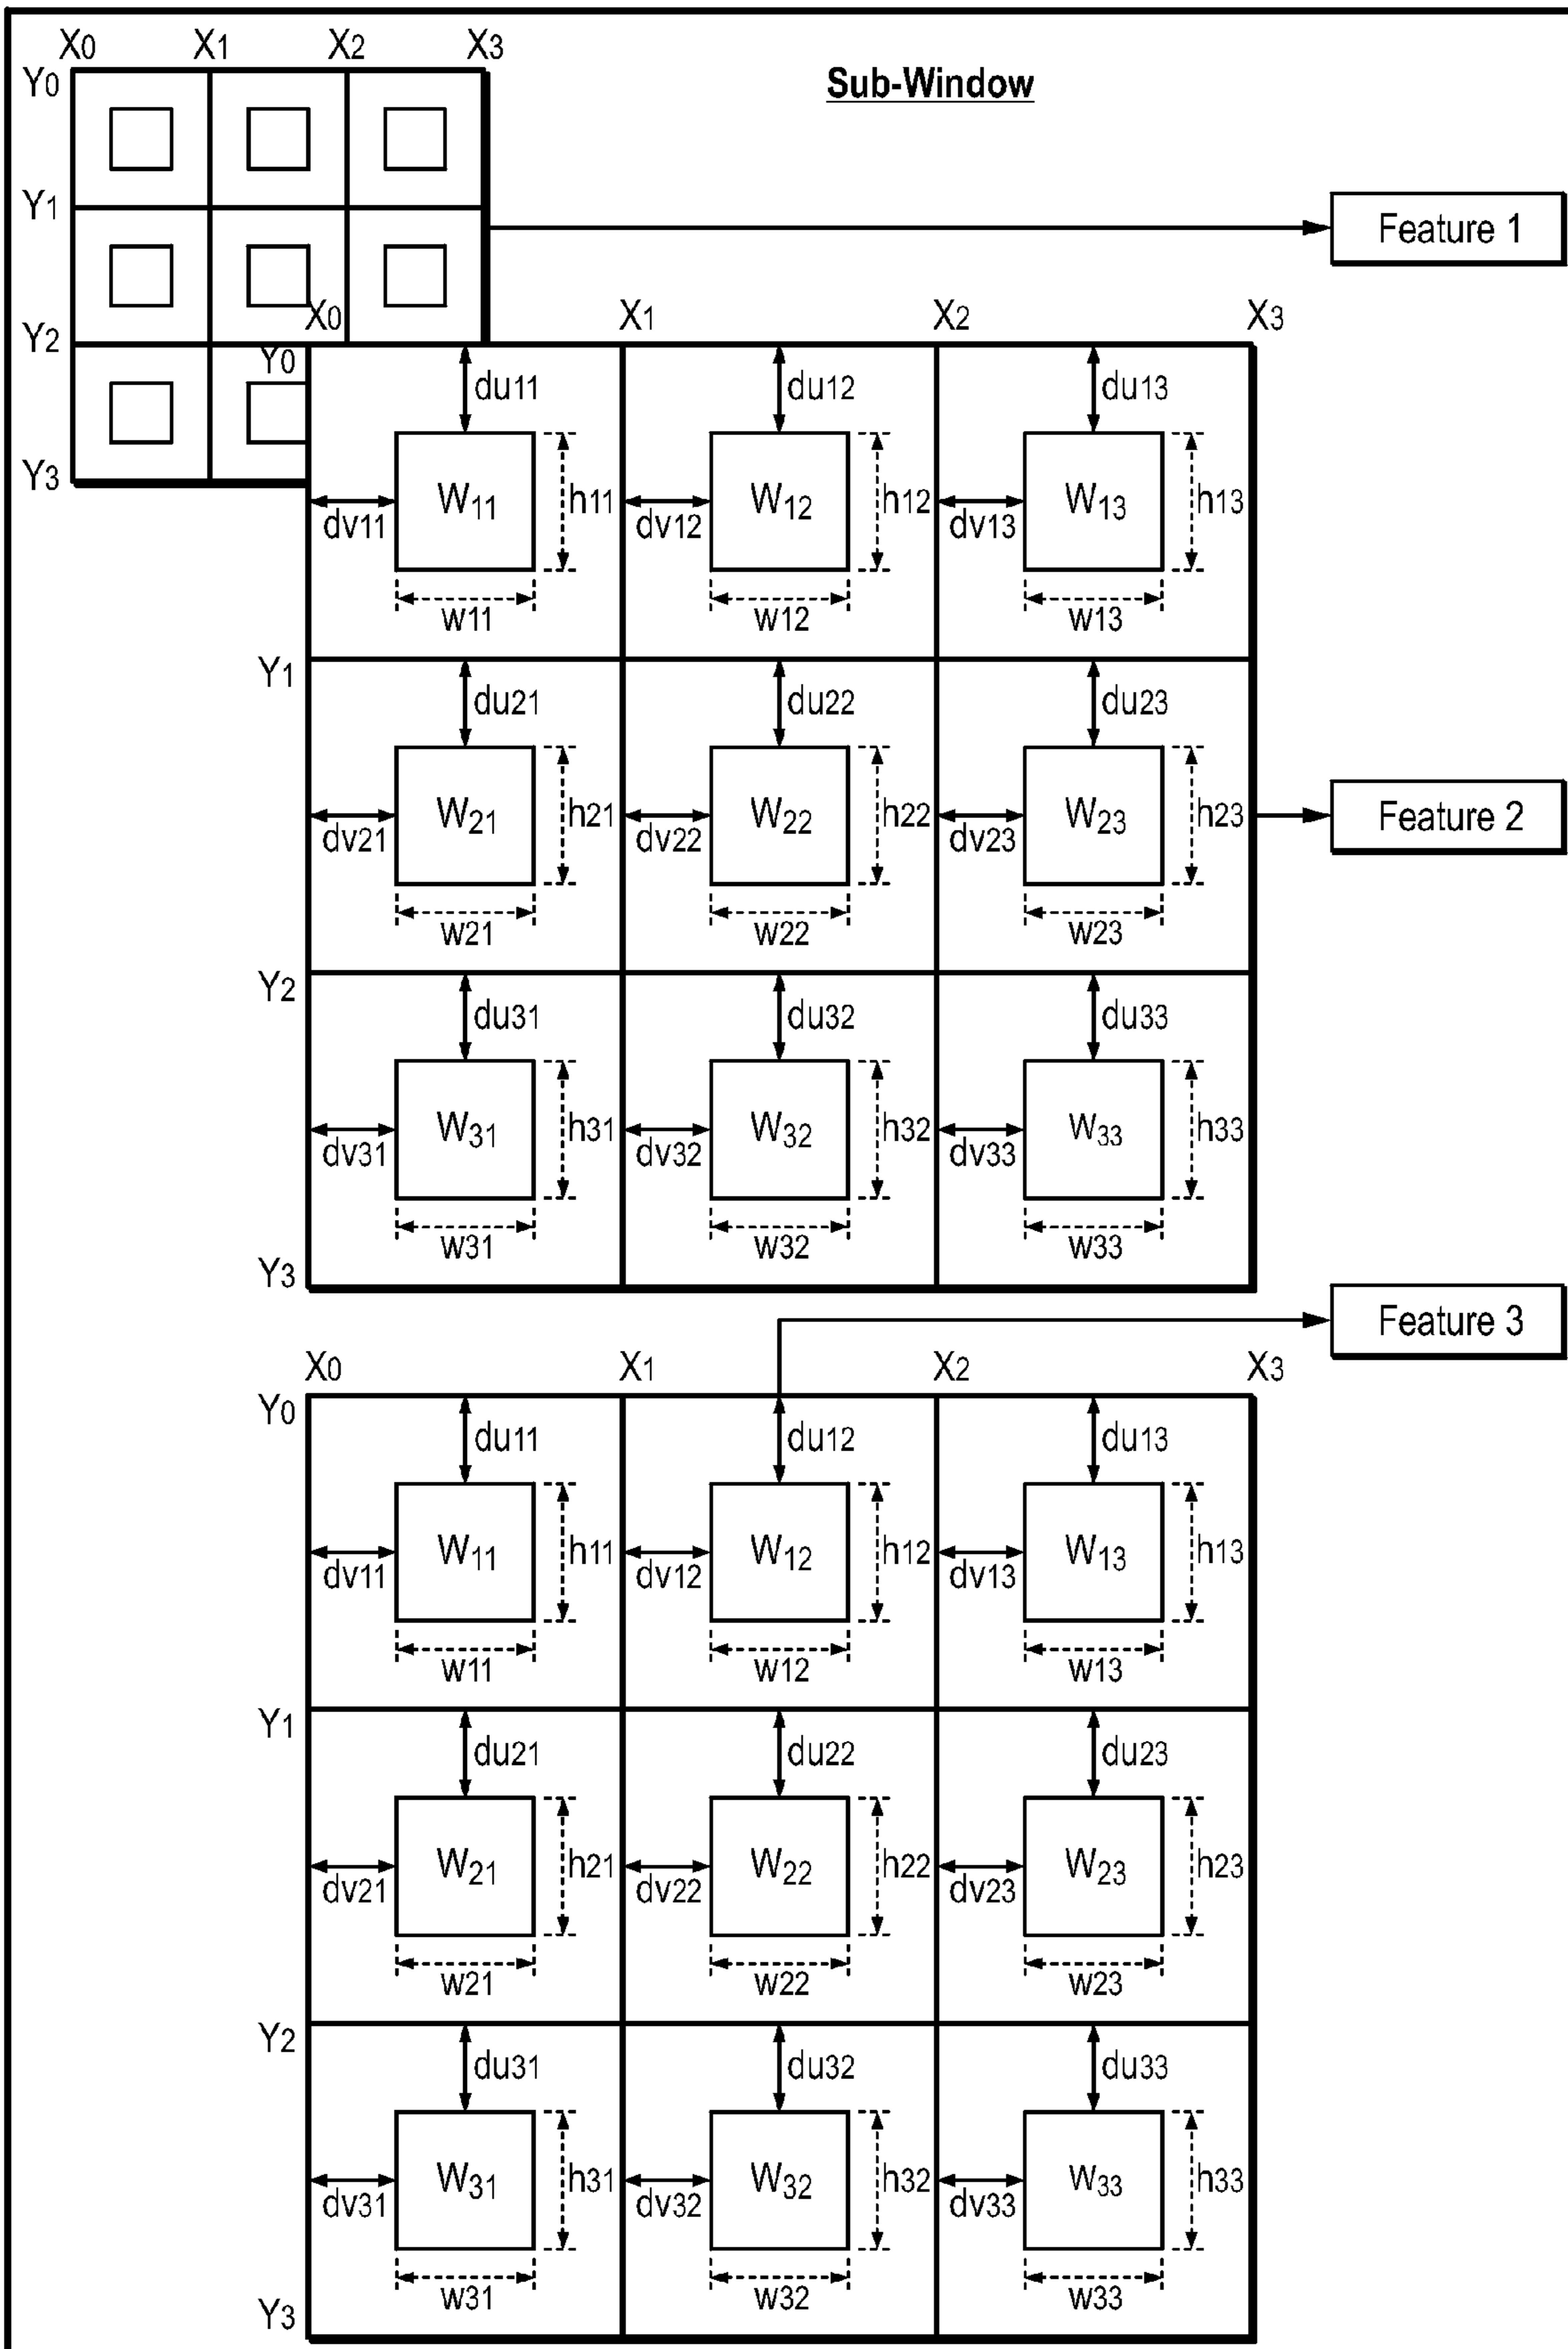 Sub-Window
X0 X1 X2 X3
Y0
Y1
Feature 1
Y2
Y3
X0 X1 X2 X3
Y0
du11 du12 du13
W11 h11 W12 h12 W13 h13
dv11 dv12 dv13
w11 w12 w13
Y1
du21 du22 du23
W21 h21 W22 h22 W23 h23
dv21 dv22 dv23
w21 w22 w23
Feature 2
Y2
du31 du32 du33
W31 h31 W32 h32 W33 h33
dv31 dv32 dv33
w31 w32 w33
Y3
Feature 3
X0 X1 X2 X3
Y0
du11 du12 du13
W11 h11 W12 h12 W13 h13
dv11 dv12 dv13
w11 w12 w13
Y1
du21 du22 du23
W21 h21 W22 h22 W23 h23
dv21 dv22 dv23
w21 w22 w23
Y2
du31 du32 du33
W31 h31 W32 h32 W33 h33
dv31 dv32 dv33
w31 w32 w33
Y3